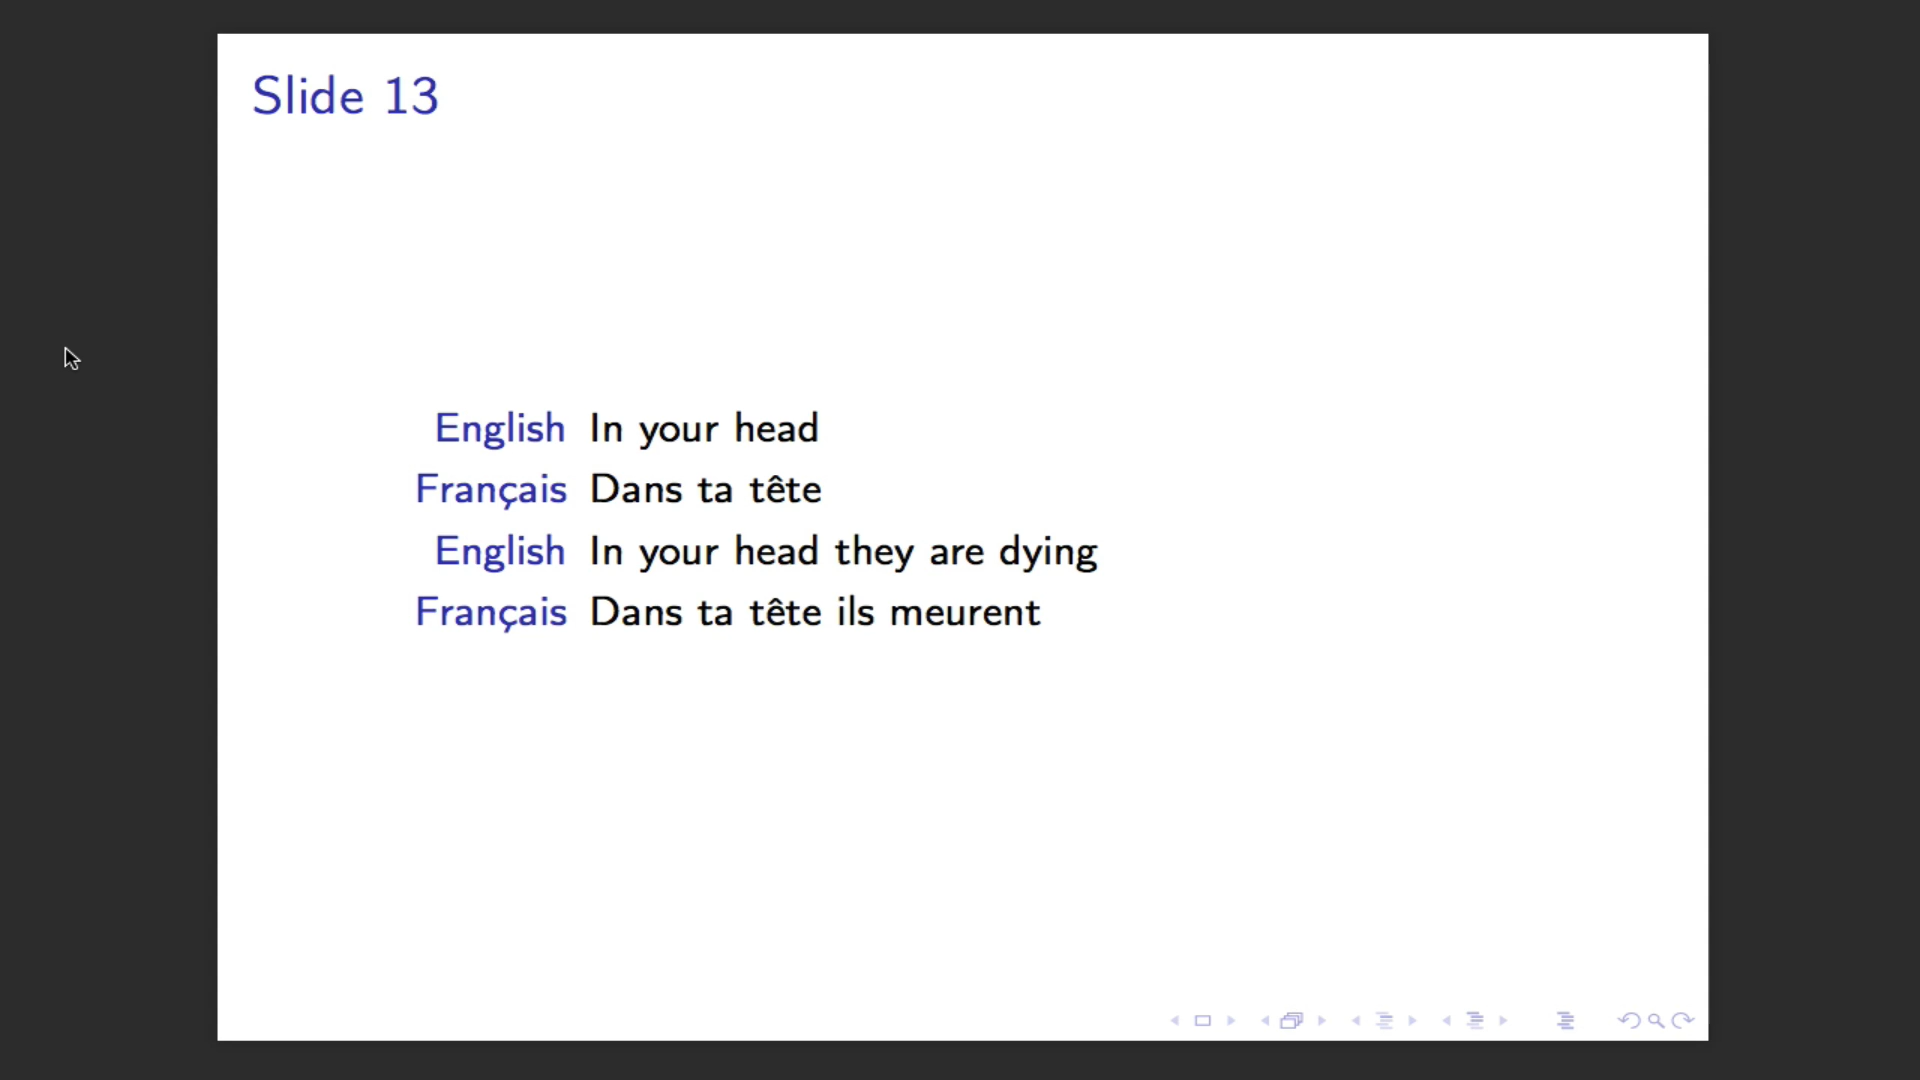 Slide 13
English In your head
Français Dans ta tête
English In your head they are dying
Français Dans ta tête ils meurent